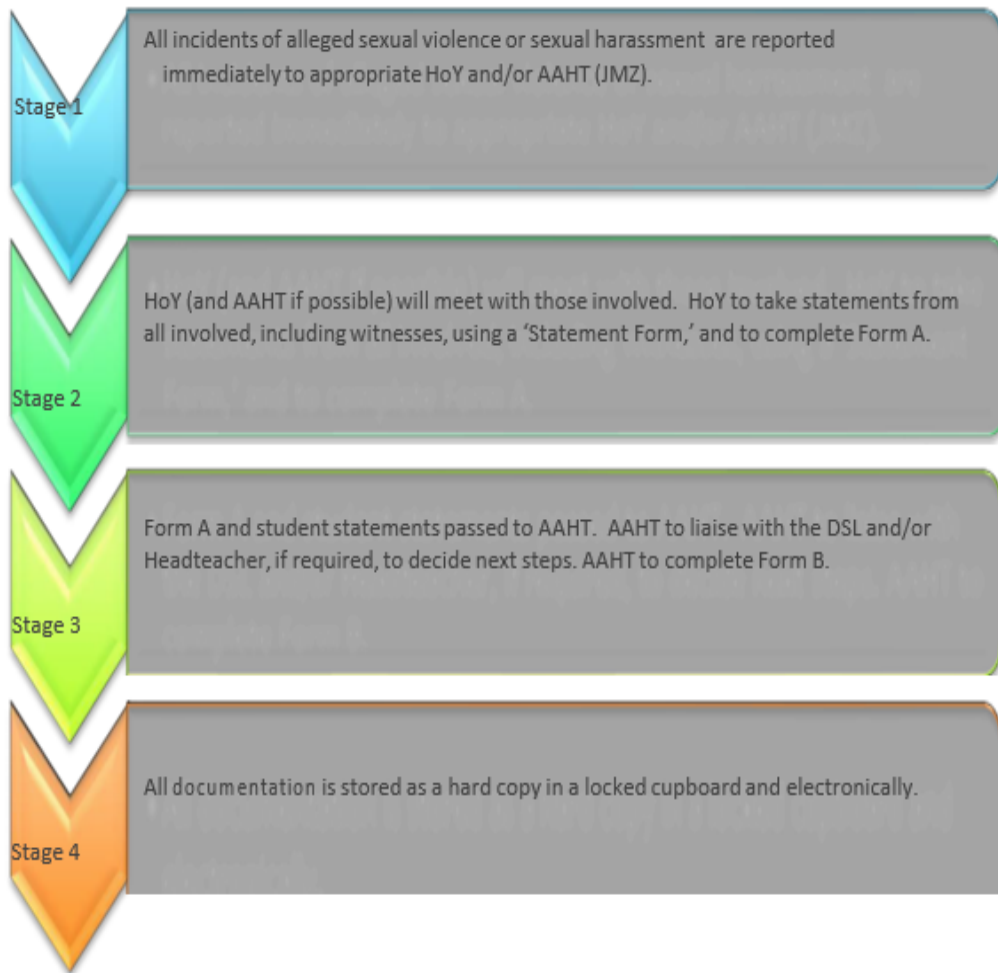 All incidents of alleged sexual violence or sexual harassment are reported
immediately to appropriate HoY and/or AAHT (JMZ).
Stage 1
HoY (and AAHT if possible) will meet with those involved. HoY to take statements from
all involved, including witnesses, using a ‘Statement Form,’ and to complete Form A.
Stage 2
Form A and student statements passed to AAHT. AAHT to liaise with the DSL and/or
Headteacher, if required, to decide next steps. AAHT to complete Form B.
Stage 3
All documentation is stored as a hard copy in a locked cupboard and electronically.
Stage 4